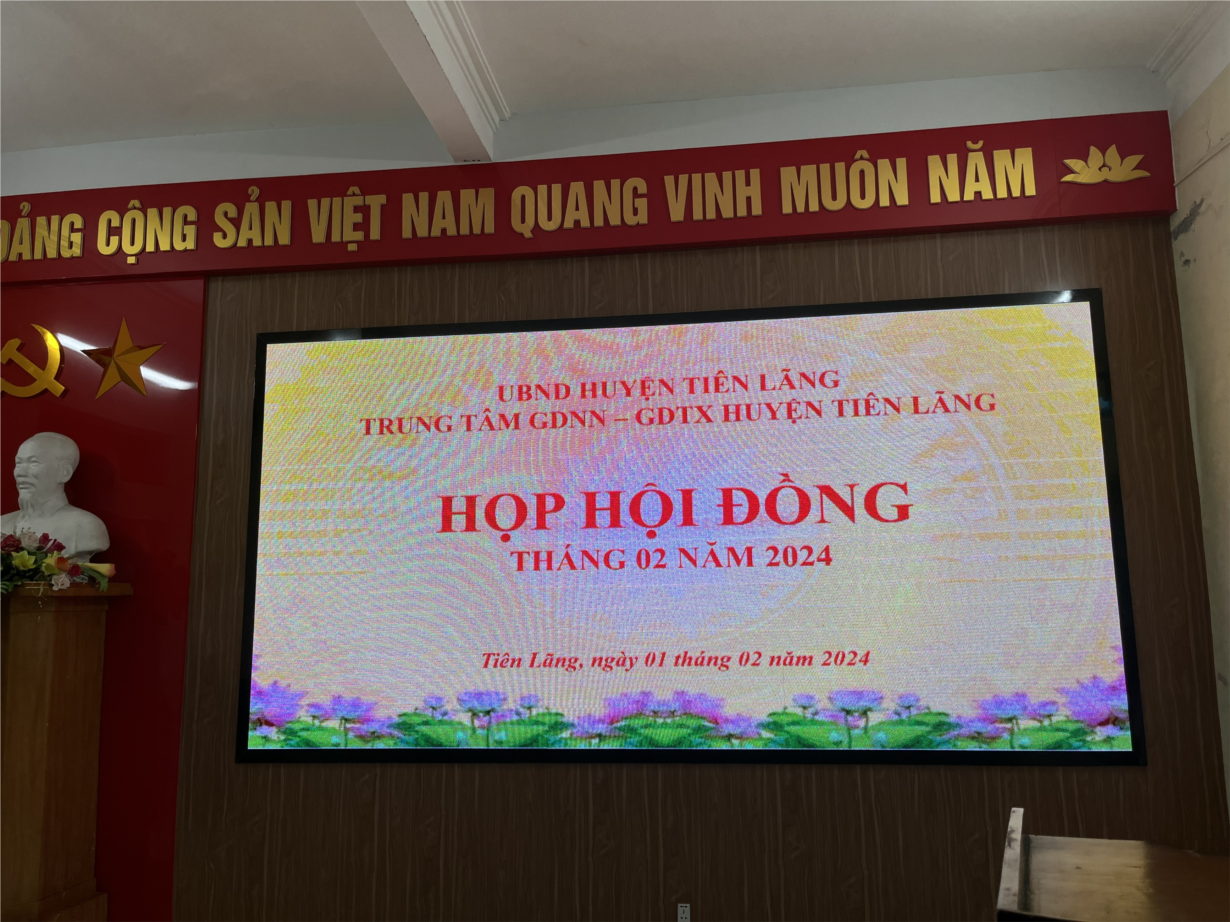 ĐẢNG CỘNG SẢN VIỆT NAM QUANG VINH MUÔN NĂM
UBND HUYỆN TIÊN LÃNG
TRUNG TÂM GDNN – GDTX HUYỆN TIÊN LÃNG
HỌP HỘI ĐỒNG
THÁNG 02 NĂM 2024
Tiên Lãng, ngày 01 tháng 02 năm 2024